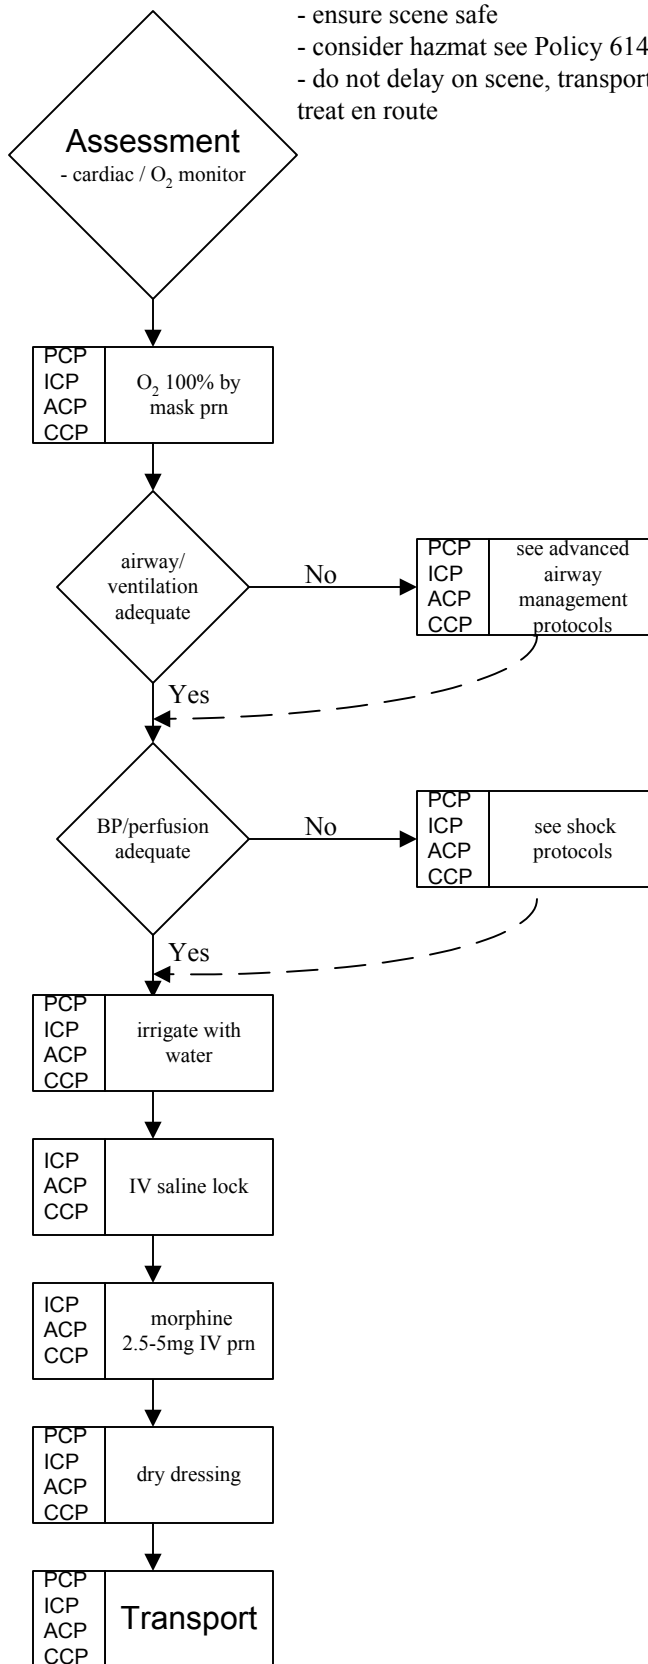 - ensure scene safe
- consider hazmat see Policy 614
- do not delay on scene, transport
treat en route
Assessment
- cardiac / O2 monitor
PCP
ICP
ACP
CCP
O2 100% by
mask prn
airway/
ventilation
adequate
No
PCP
ICP
ACP
CCP
see advanced
airway
management
protocols
Yes
BP/perfusion
adequate
No
PCP
ICP
ACP
CCP
see shock
protocols
Yes
PCP
ICP
ACP
CCP
irrigate with
water
ICP
ACP
CCP
IV saline lock
ICP
ACP
CCP
morphine
2.5-5mg IV prn
PCP
ICP
ACP
CCP
dry dressing
PCP
ICP
ACP
CCP
Transport